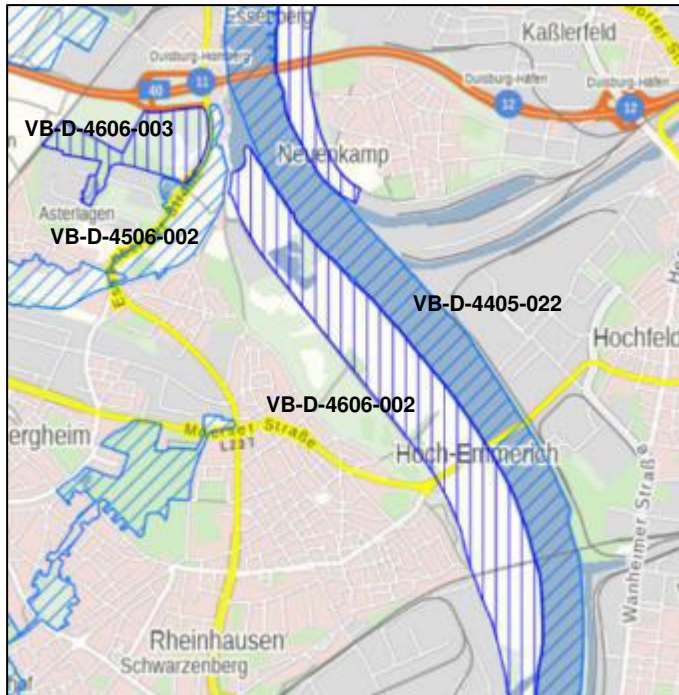 Essenberg
Kaßlerfeld
Duisburg-Homberg
11
40
Duisburg-Häfen
12
Duisburg-Häfen
12
VB-D-4606-003
Neuenkamp
Asterlagen
VB-D-4506-002
VB-D-4405-022
Hochfeld
VB-D-4606-002
ergheim
Moerser Straße
L237
Hoch-Emmerich
Wanheimer Straße
Rheinhausen
Schwarzenberg